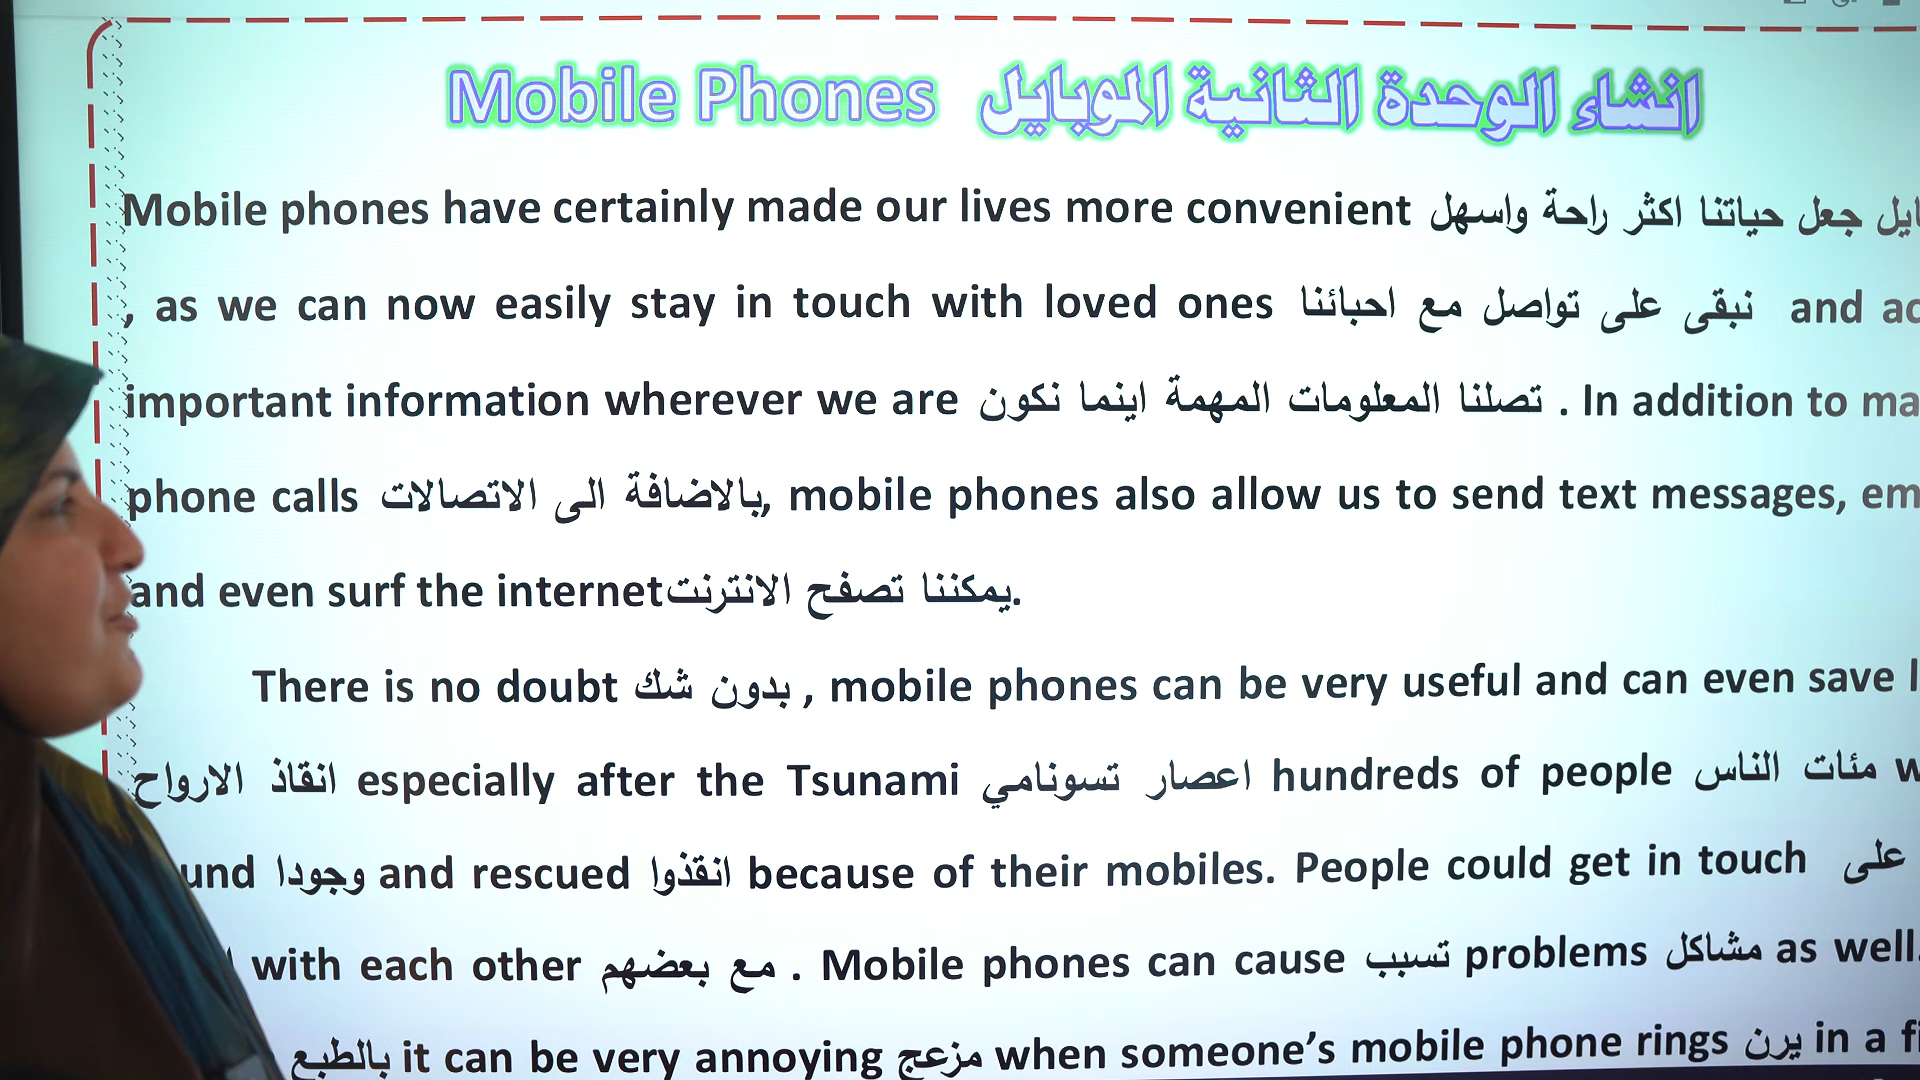 Mobile Phones انشاء الوحدة الثانية الموبايل
Mobile phones have certainly made our lives more convenient جعل حياتنا اكثر راحة واسهل
, as we can now easily stay in touch with loved ones نبقى على تواصل مع احبائنا and
important information wherever we are تصلنا المعلومات المهمة اينما نكون . In addition to
phone calls بالاضافة الى الاتصالات, mobile phones also allow us to send text messages,
and even surf the internet يمكننا تصفح الانترنت.
There is no doubt بدون شك , mobile phones can be very useful and can even save
انقاذ الارواح especially after the Tsunami اعصار تسونامي hundreds of people مئات الناس
وجودا and rescued انقذوا because of their mobiles. People could get in touch على
with each other مع بعضهم . Mobile phones can cause تسبب problems مشاكل as well.
بالطبع it can be very annoying مزعج when someone’s mobile phone rings يرن in a